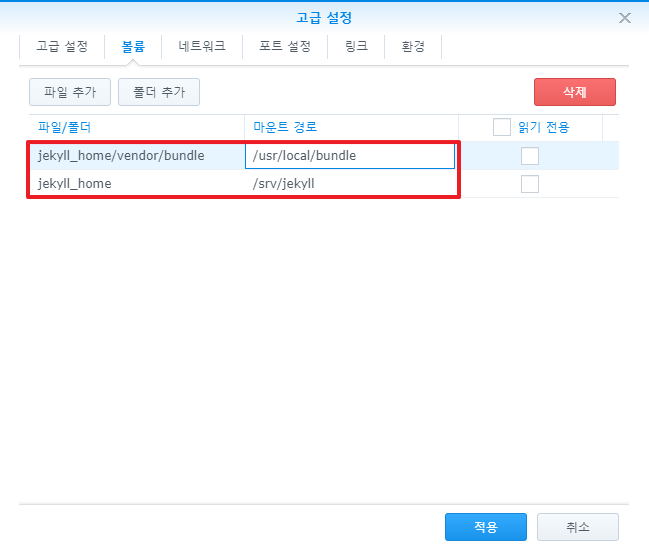 고급 설정
고급 설정 볼륨 네트워크 포트 설정 링크 환경
파일 추가 폴더 추가 삭제
파일/폴더 마운트 경로 읽기 전용
jekyll_home/vendor/bundle /usr/local/bundle
jekyll_home /srv/jekyll
적용 취소